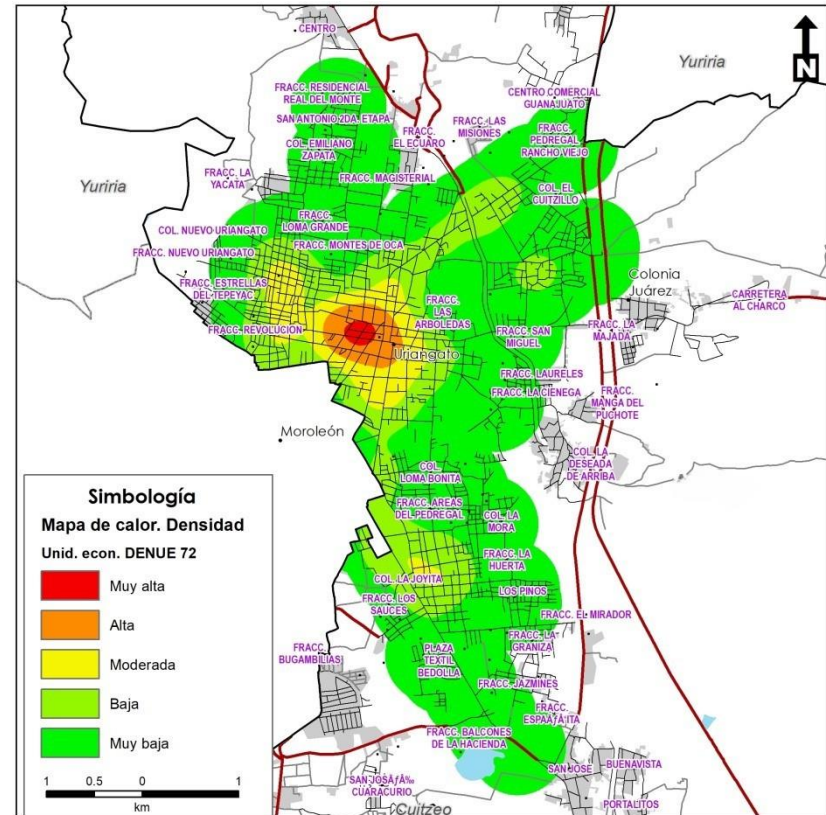 CENTRO
N
Yuriria
FRACC. RESIDENCIAL
REAL DEL MONTE
CENTRO COMERCIAL
GUANAJUATO
SAN ANTONIO 2DA. ETAPA
FRACC. LAS
MISIONES
FRACC.
EL ECUARO
FRACC.
PEDREGAL
RANCHO VIEJO
COL. EMILIANO
ZAPATA
FRACC. LA
YACATA
FRACC. MAGISTERIAL
Yuriria
COL. EL
CUITZILLO
FRACC.
LOMA GRANDE
COL. NUEVO URIANGATO
FRACC. MONTES DE OCA
FRACC. NUEVO URIANGATO
FRACC. ESTRELLAS
DEL TEPEYAC
Colonia
Juárez
CARRETERA
AL CHARCO
FRACC.
LAS
ARBOLEDAS
FRACC. REVOLUCION
FRACC. SAN
MIGUEL
FRACC. LA
MAJADA
Uriangato
FRACC. LAURELES
FRACC. LA CIENEGA
FRACC.
MANGA DEL
PUCHOTE
Moroleón
COL. LA
DESEADA
DE ARRIBA
COL.
LOMA BONITA
FRACC. AREAS
DEL PEDREGAL
COL. LA
MORA
FRACC. LA
HUERTA
COL. LA JOYITA
LOS PINOS
FRACC. LOS
SAUCES
FRACC. EL MIRADOR
FRACC. LA
GRANIZA
FRACC.
BUGAMBILIAS
PLAZA
TEXTIL
BEDOLLA
FRACC. JAZMINES
FRACC.
ESPAÃƒÂ'ITA
FRACC. BALCONES
DE LA HACIENDA
SAN JOSE
BUENAVISTA
SAN JOSÃƒÂ‰
CUARACURIO
PORTALITOS
Cuitzeo
Simbología
Mapa de calor. Densidad
Unid. econ. DENUE 72
Muy alta
Alta
Moderada
Baja
Muy baja
1 0.5 0 1
km